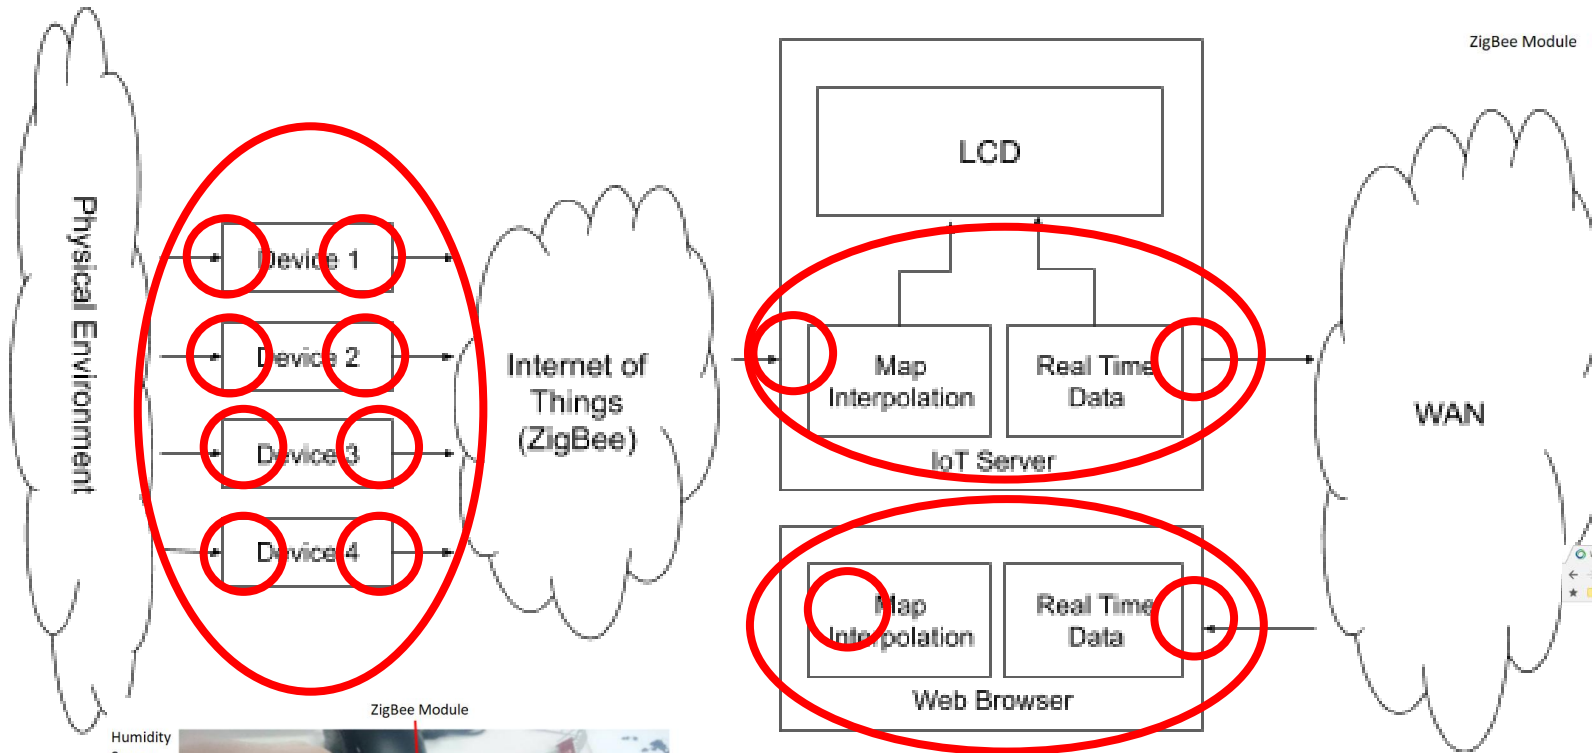 ZigBee Module
LCD
Physical Environment
Device 1
Device 2
Device 3
Device 4
Internet of
Things
(ZigBee)
Map
Interpolation
Real Time
Data
IoT Server
WAN
Map
Interpolation
Real Time
Data
Web Browser
ZigBee Module
Humidity